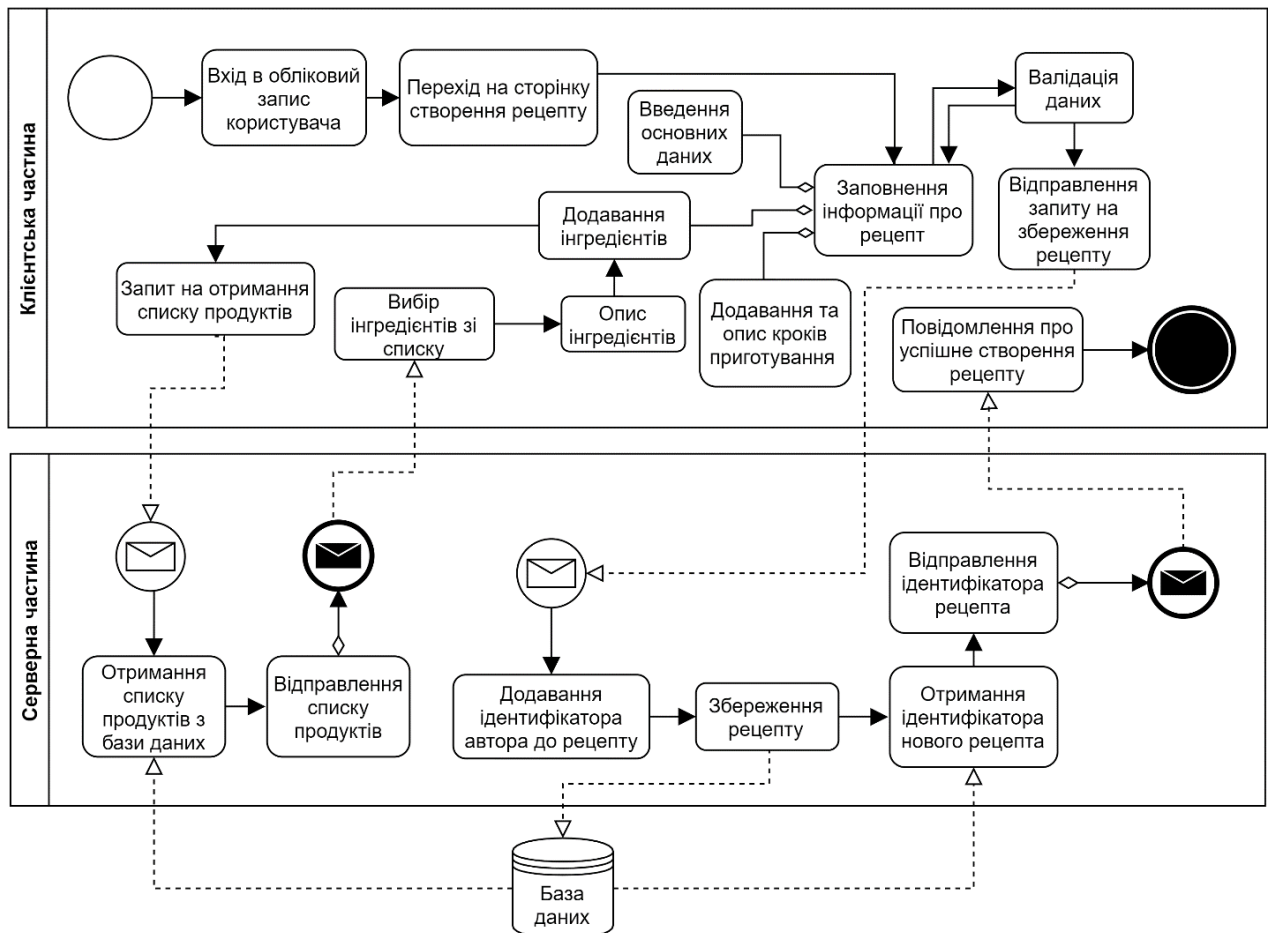 Клієнтська частина
Вхід в обліковий
запис
користувача
Перехід на сторінку
створення рецепту
Введення
основних
даних
Валідація
даних
Заповнення
інформації про
рецепт
Відправлення
запиту на
збереження
рецепту
Додавання
інгредієнтів
Запит на отримання
списку продуктів
Вибір
інгредієнтів зі
списку
Опис
інгредієнтів
Додавання та
опис кроків
приготування
Повідомлення про
успішне створення
рецепту
Серверна частина
Отримання
списку
продуктів з
бази даних
Відправлення
списку
продуктів
Додавання
ідентифікатора
автора до рецепту
Збереження
рецепту
Отримання
ідентифікатора
нового рецепта
Відправлення
ідентифікатора
рецепта
База
даних